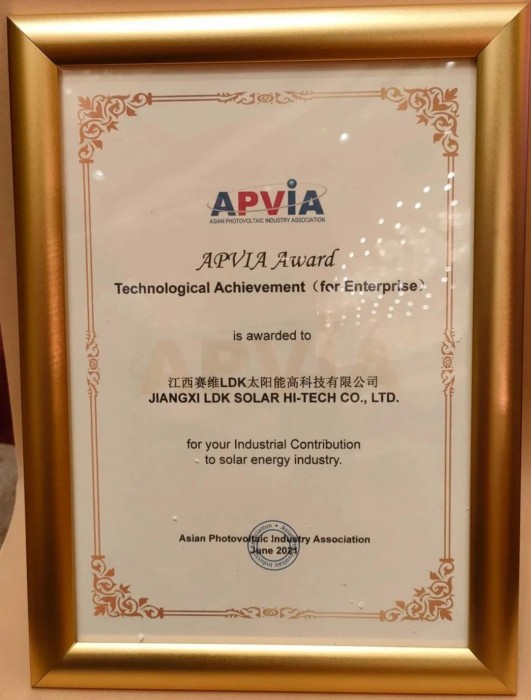 APVIA
ASIAN PHOTOVOLTAIC INDUSTRY ASSOCIATION
APVIA Award
Technological Achievement（for Enterprise）
is awarded to
江西赛维LDK太阳能高科技有限公司
JIANGXI LDK SOLAR HI-TECH CO., LTD.
for your Industrial Contribution
to solar energy industry.
Asian Photovoltaic Industry Association
June 2021